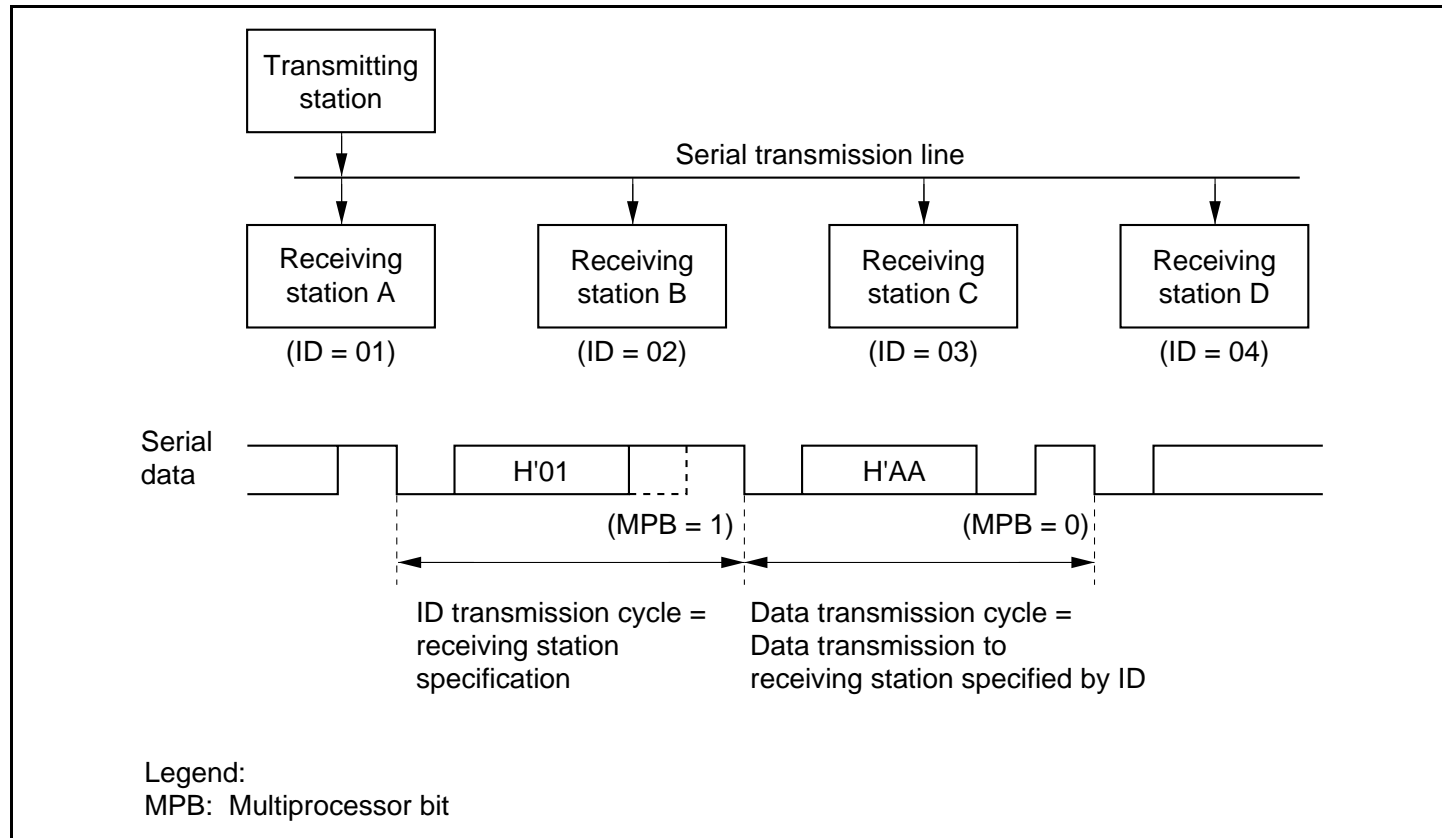 Transmitting
station
Serial transmission line
Receiving
station A
Receiving
station B
Receiving
station C
Receiving
station D
(ID = 01)
(ID = 02)
(ID = 03)
(ID = 04)
Serial
data
H'01
H'AA
(MPB = 1)
(MPB = 0)
ID transmission cycle =
receiving station
specification
Data transmission cycle =
Data transmission to
receiving station specified by ID
Legend:
MPB: Multiprocessor bit